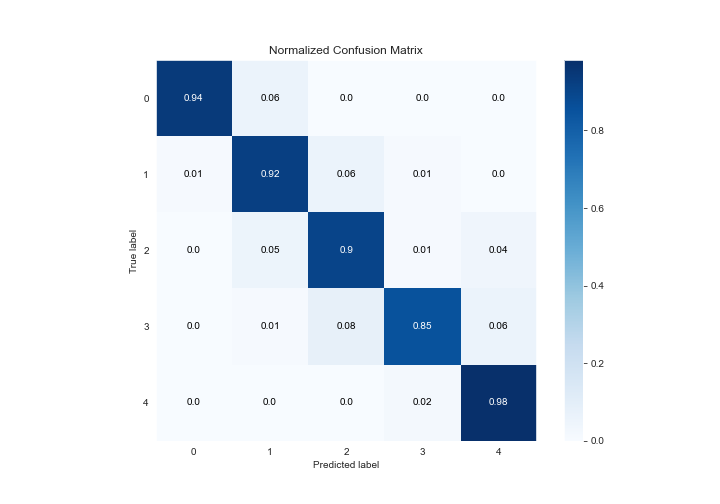 Normalized Confusion Matrix
0 0.94 0.06 0.0 0.0 0.0
1 0.01 0.92 0.06 0.01 0.0
2 0.0 0.05 0.9 0.01 0.04
3 0.0 0.01 0.08 0.85 0.06
4 0.0 0.0 0.0 0.02 0.98
0 1 2 3 4
True label
Predicted label
0.8
0.6
0.4
0.2
0.0